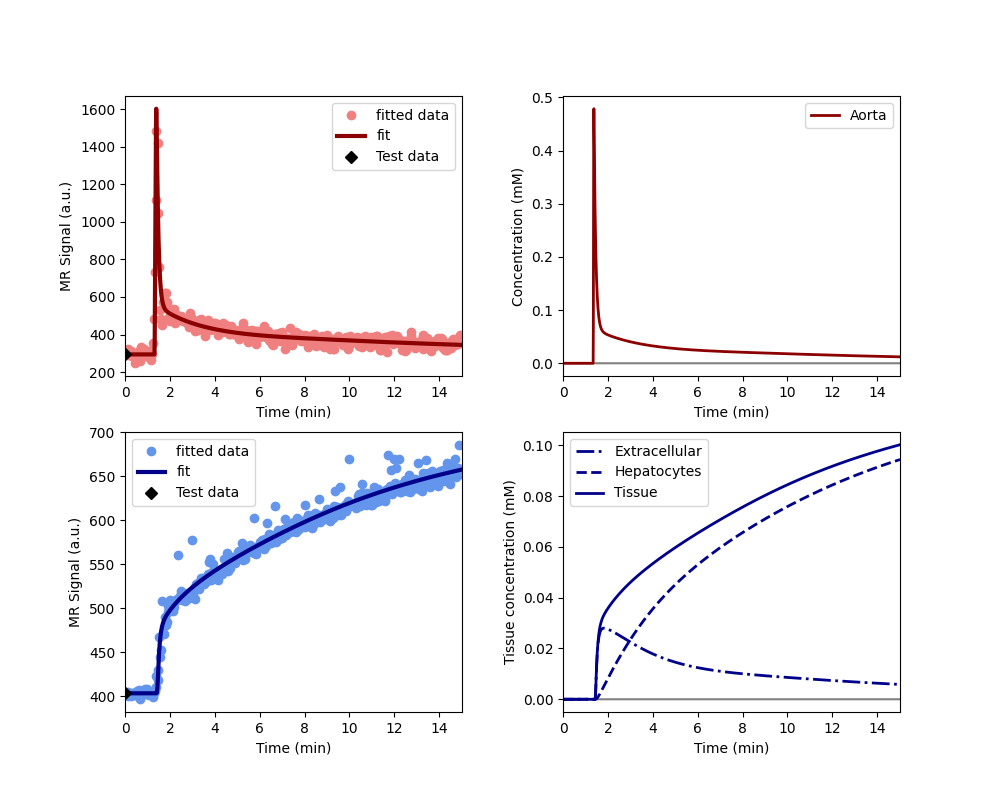 MR Signal (a.u.)
1600
1400
1200
1000
800
600
400
200
fitted data
fit
Test data
0 2 4 6 8 10 12 14
Time (min)
Concentration (mM)
0.5
0.4
0.3
0.2
0.1
0.0
Aorta
0 2 4 6 8 10 12 14
Time (min)
MR Signal (a.u.)
700
650
600
550
500
450
400
fitted data
fit
Test data
0 2 4 6 8 10 12 14
Time (min)
Tissue concentration (mM)
0.10
0.08
0.06
0.04
0.02
0.00
Extracellular
Hepatocytes
Tissue
0 2 4 6 8 10 12 14
Time (min)